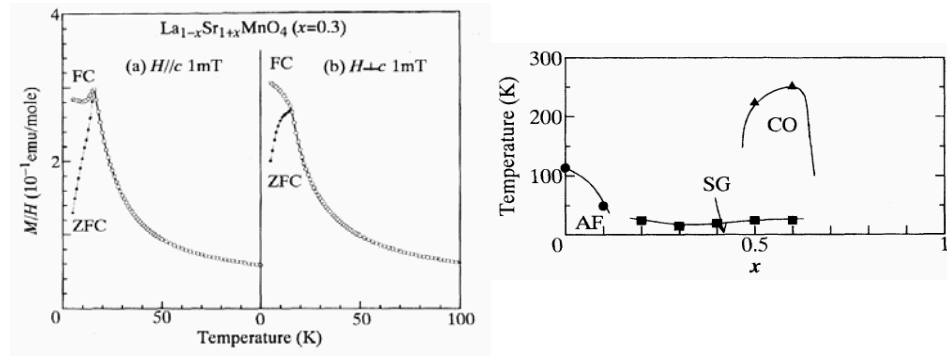 La1−xSr1+xMnO4 (x=0.3)
(a) H//c 1mT
(b) H⊥c 1mT
FC
ZFC
FC
ZFC
4
2
0
50
0
50
100
M/H (10⁻¹emu/mole)
Temperature (K)
300
200
100
0
0.5
1
Temperature (K)
x
AF
SG
CO